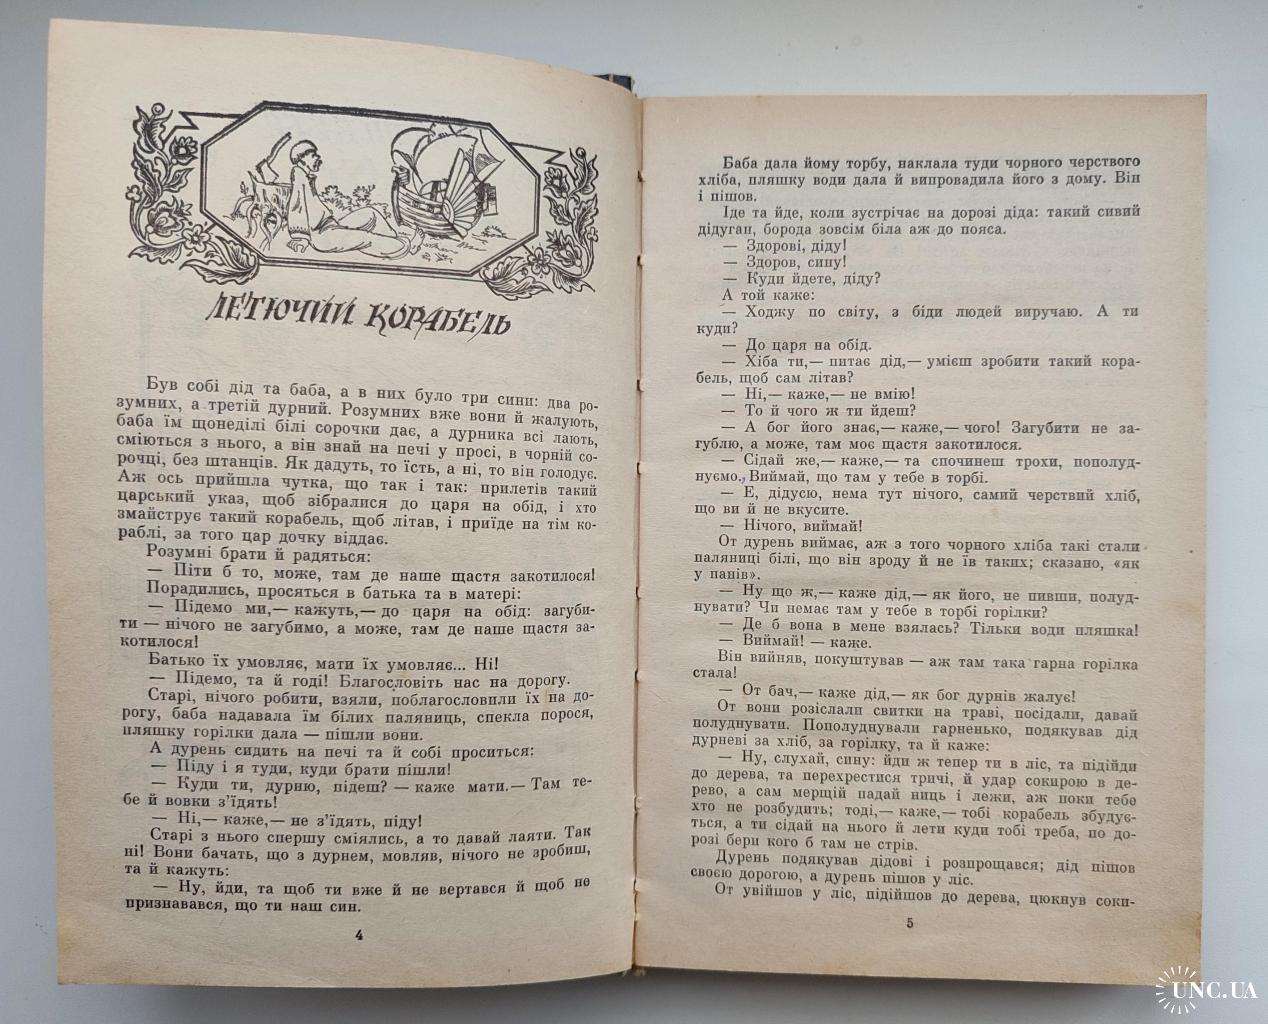 ЛЕТЮЧИЙ КОРАБЕЛЬ
Був собі дід та баба, а в них було три сини: два ро-
зумних, а третій дурний. Розумних вже вони й жалують,
баба їм щонеділі білі сорочки дає, а дурника всі лають,
сміються з нього, а він знай на печі у просі, в чорній со-
рочці, без штанців. Як дадуть, то їсть, а ні, то він голодує.
Аж ось прийшла чутка, що так і так: прилетів такий
царський указ, щоб зібралися до царя на обід, і хто
змайструє такий корабель, щоб літав, і приїде на тім ко-
раблі, за того цар дочку віддає.
Розумні брати й радяться:
— Піти б то, може, там де наше щастя закотилося!
Порадились, просяться в батька та в матері:
— Підемо ми,— кажуть,— до царя на обід: загуби-
ти — нічого не загубимо, а може, там де наше щастя за-
котилося!
Батько їх умовляє, мати їх умовляє... Ні!
— Підемо, та й годі! Благословіть нас на дорогу.
Старі, нічого робити, взяли, поблагословили їх на до-
рогу, баба надавала їм білих паляниць, спекла порося,
пляшку горілки дала — пішли вони.
А дурень сидить на печі та й собі проситься:
— Піду і я туди, куди брати пішли!
— Куди ти, дурню, підеш? — каже мати.— Там те-
бе й вовки з’їдять!
— Ні,— каже,— не з’їдять, піду!
Старі з нього спершу сміялись, а то давай лаяти. Так
ні! Вони бачать, що з дурнем, мовляв, нічого не зробиш,
та й кажуть:
— Ну, йди, та щоб ти вже й не вертався й щоб не
признавався, що ти наш син.
4
Баба дала йому торбу, наклала туди чорного черствого
хліба, пляшку води дала й випровадила його з дому. Він
і пішов.
Іде та йде, коли зустрічає на дорозі діда: такий сивий
дідуган, борода зовсім біла аж до пояса.
— Здорові, діду!
— Здоров, сину!
— Куди йдете, діду?
А той каже:
— Ходжу по світу, з біди людей виручаю. А ти
куди?
— До царя на обід.
— Хіба ти,— питає дід,— умієш зробити такий кора-
бель, щоб сам літав?
— Ні,— каже,— не вмію!
— То й чого ж ти йдеш?
— А бог його знає,— каже,— чого! Загубити не за-
гублю, а може, там моє щастя закотилося.
— Сідай же,— каже,— та спочинеш трохи, пополуд-
нуємо. Виймай, що там у тебе в торбі.
— Е, дідусю, нема тут нічого, самий черствий хліб,
що ви й не вкусите.
— Нічого, виймай!
От дурень виймає, аж з того чорного хліба такі стали
паляниці білі, що він зроду й не їв таких; сказано, «як
у панів».
— Ну що ж,— каже дід,— як його, не пивши, полуд-
нувати? Чи немає там у тебе в торбі горілки?
— Де б вона в мене взялась? Тільки води пляшка!
— Виймай! — каже.
Він вийняв, покуштував — аж там така гарна горілка
стала!
— От бач,— каже дід,— як бог дурнів жалує!
От вони розіслали свитки на траві, посідали, давай
полуднувати. Пополуднували гарненько, подякував дід
дурневі за хліб, за горілку, та й каже:
— Ну, слухай, сину: йди ж тепер ти в ліс, та підійди
до дерева, та перехрестися тричі, й удар сокирою в де-
рево, а сам мерщій падай ниць і лежи, аж поки тебе
хто не розбудить; тоді,— каже,— тобі корабель збудуєть-
ся, а ти сідай на нього й лети куди тобі треба, по до-
розі бери кого б там не стрів.
Дурень подякував дідові і розпрощався; дід пішов
своєю дорогою, а дурень пішов у ліс.
От увійшов у ліс, підійшов до дерева, цюкнув соки-
5
UNC.UA